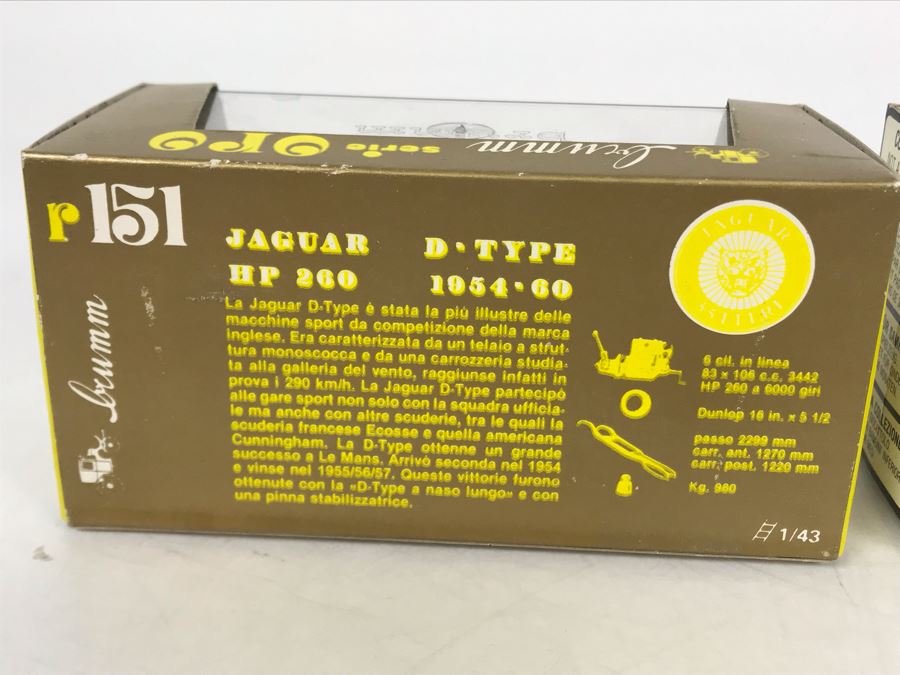 serie oro brumm
r151
brumm
JAGUAR D·TYPE
HP 260 1954·60
La Jaguar D-Type è stata la più illustre delle
macchine sport da competizione della marca
inglese. Era caratterizzata da un telaio a strut-
tura monoscocca e da una carrozzeria studia-
ta alla galleria del vento, raggiunse infatti in
prova i 290 km/h. La Jaguar D-Type partecipò
alle gare sport non solo con la squadra ufficia-
le ma anche con altre scuderie, tra le quali la
scuderia francese Ecosse e quella americana
Cunningham. La D-Type ottenne un grande
successo a Le Mans. Arrivò seconda nel 1954
e vinse nel 1955/56/57. Queste vittorie furono
ottenute con la «D-Type a naso lungo» e con
una pinna stabilizzatrice.
JAGUAR
6 cil. in linea
83 x 106 c.c. 3442
HP 260 a 6000 giri
Dunlop 16 in. x 5 1/2
passo 2299 mm
carr. ant. 1270 mm
carr. post. 1220 mm
Kg. 980
1/43